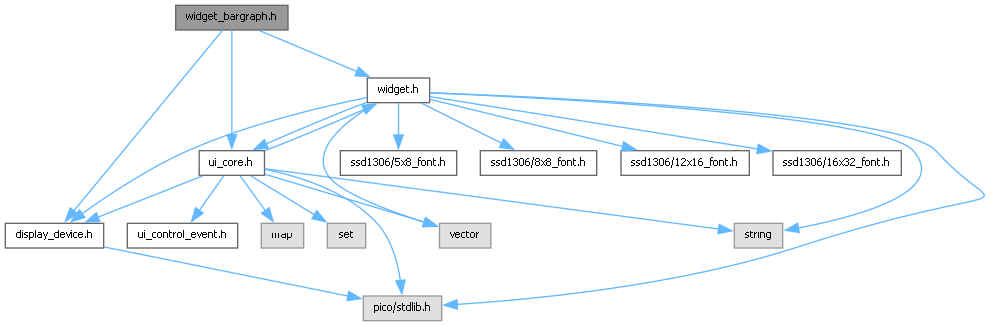 widget_bargraph.h
widget.h
ui_core.h
ssd1306/5x8_font.h
ssd1306/8x8_font.h
ssd1306/12x16_font.h
ssd1306/16x32_font.h
display_device.h
ui_control_event.h
map
set
vector
string
pico/stdlib.h